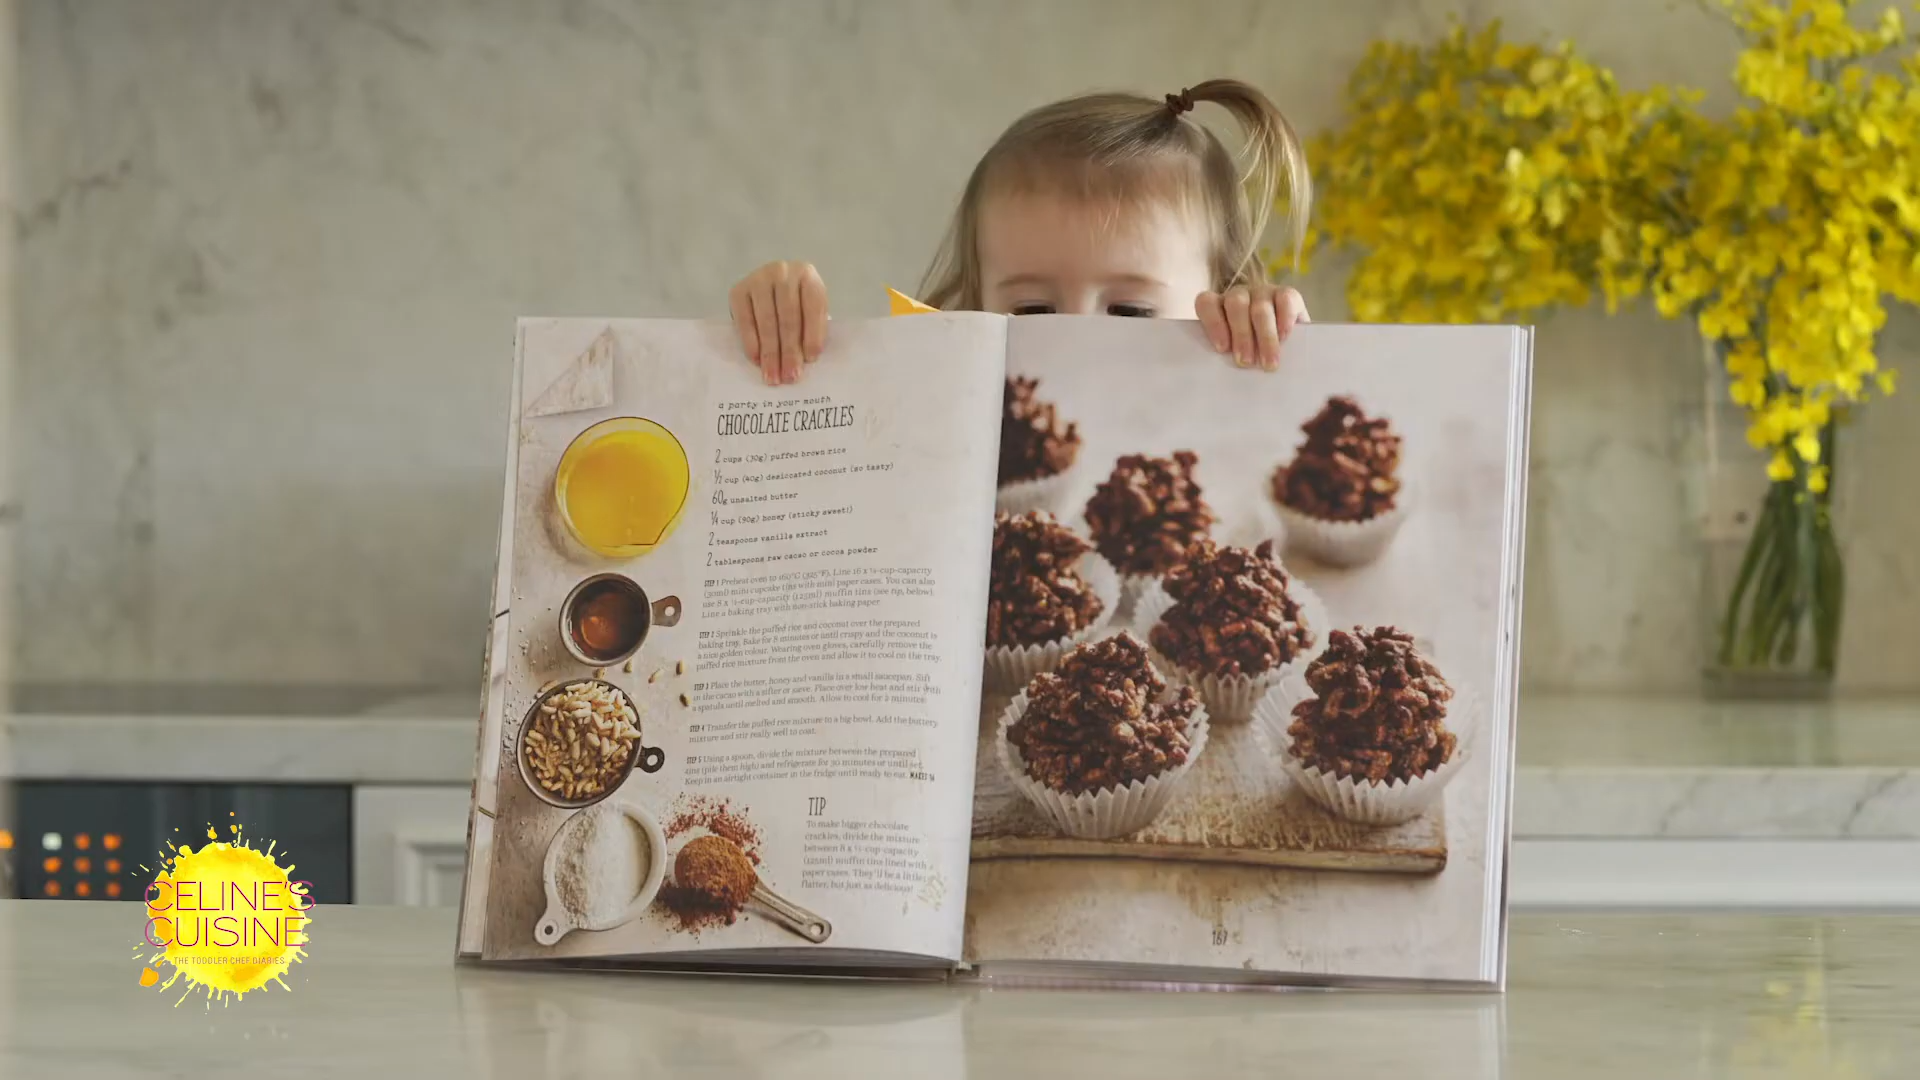 a party in your mouth
CHOCOLATE CRACKLES
2 cups (30g) puffed brown rice
½ cup (40g) desiccated coconut (so tasty)
60g unsalted butter
¼ cup (90g) honey (sticky sweet!)
2 teaspoons vanilla extract
2 tablespoons raw cacao or cocoa powder
STEP 1 Preheat oven to 160°C (325°F). Line 16 x
(30ml) mini cupcake tins with mini paper cases. You can also
use 8 x ½-cup-capacity (125ml) muffin tins (see tip, below).
Line a baking tray with non-stick baking paper
STEP 2 Sprinkle the puffed rice and coconut over the prepared
baking tray. Bake for 8 minutes or until crispy and the coconut is
a nice golden colour. Wearing oven gloves, carefully remove the
puffed rice mixture from the oven and allow it to cool on the tray.
STEP 3 Place the butter, honey and vanilla in a small saucepan. Sift
in the cacao with a sifter or sieve. Place over low heat and stir with
a spatula until melted and smooth. Allow to cool for 2 minutes.
STEP 4 Transfer the puffed rice mixture to a big bowl. Add the buttery
mixture and stir really well to coat.
STEP 5 Using a spoon, divide the mixture between the prepared
(pile them high) and refrigerate for 30 minutes or until set.
Keep in an airtight container in the fridge until ready to eat. MAKES 16
TIP
To make bigger chocolate
crackles, divide the mixture
between 8 x ½-cup-capacity
(125ml) muffin tins lined with
paper cases. They'll be a little
flatter, but just as delicious!
167
CELINE'S
CUISINE
THE TODDLER CHEF DIARIES